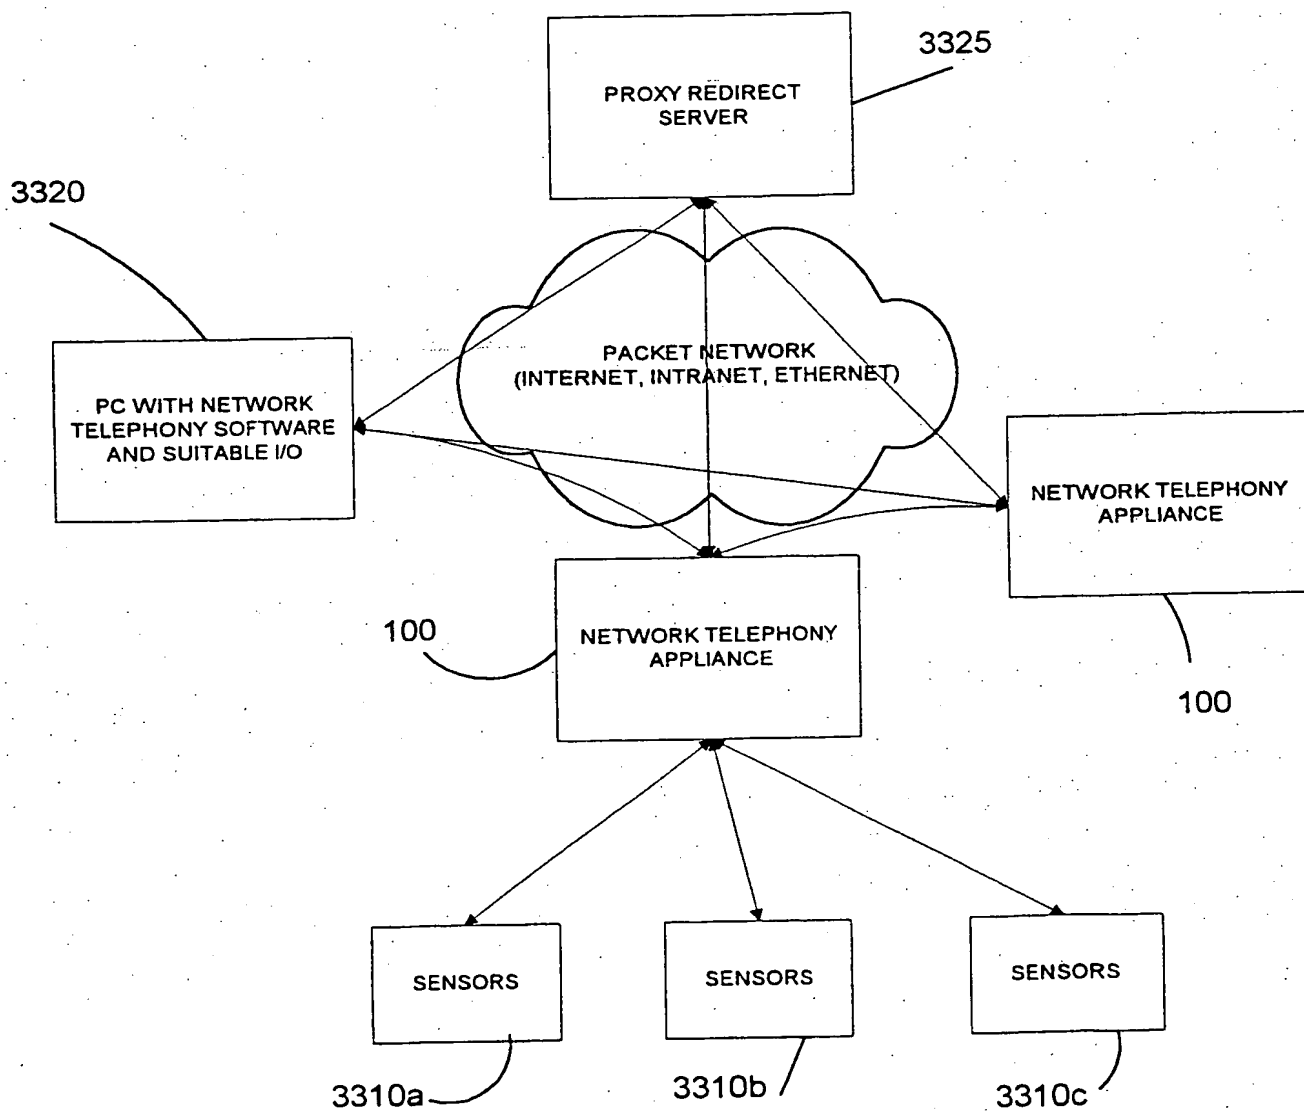 3325
PROXY REDIRECT
SERVER
3320
PACKET NETWORK
(INTERNET, INTRANET, ETHERNET)
PC WITH NETWORK
TELEPHONY SOFTWARE
AND SUITABLE I/O
NETWORK TELEPHONY
APPLIANCE
100
NETWORK TELEPHONY
APPLIANCE
100
SENSORS
SENSORS
SENSORS
3310a
3310b
3310c